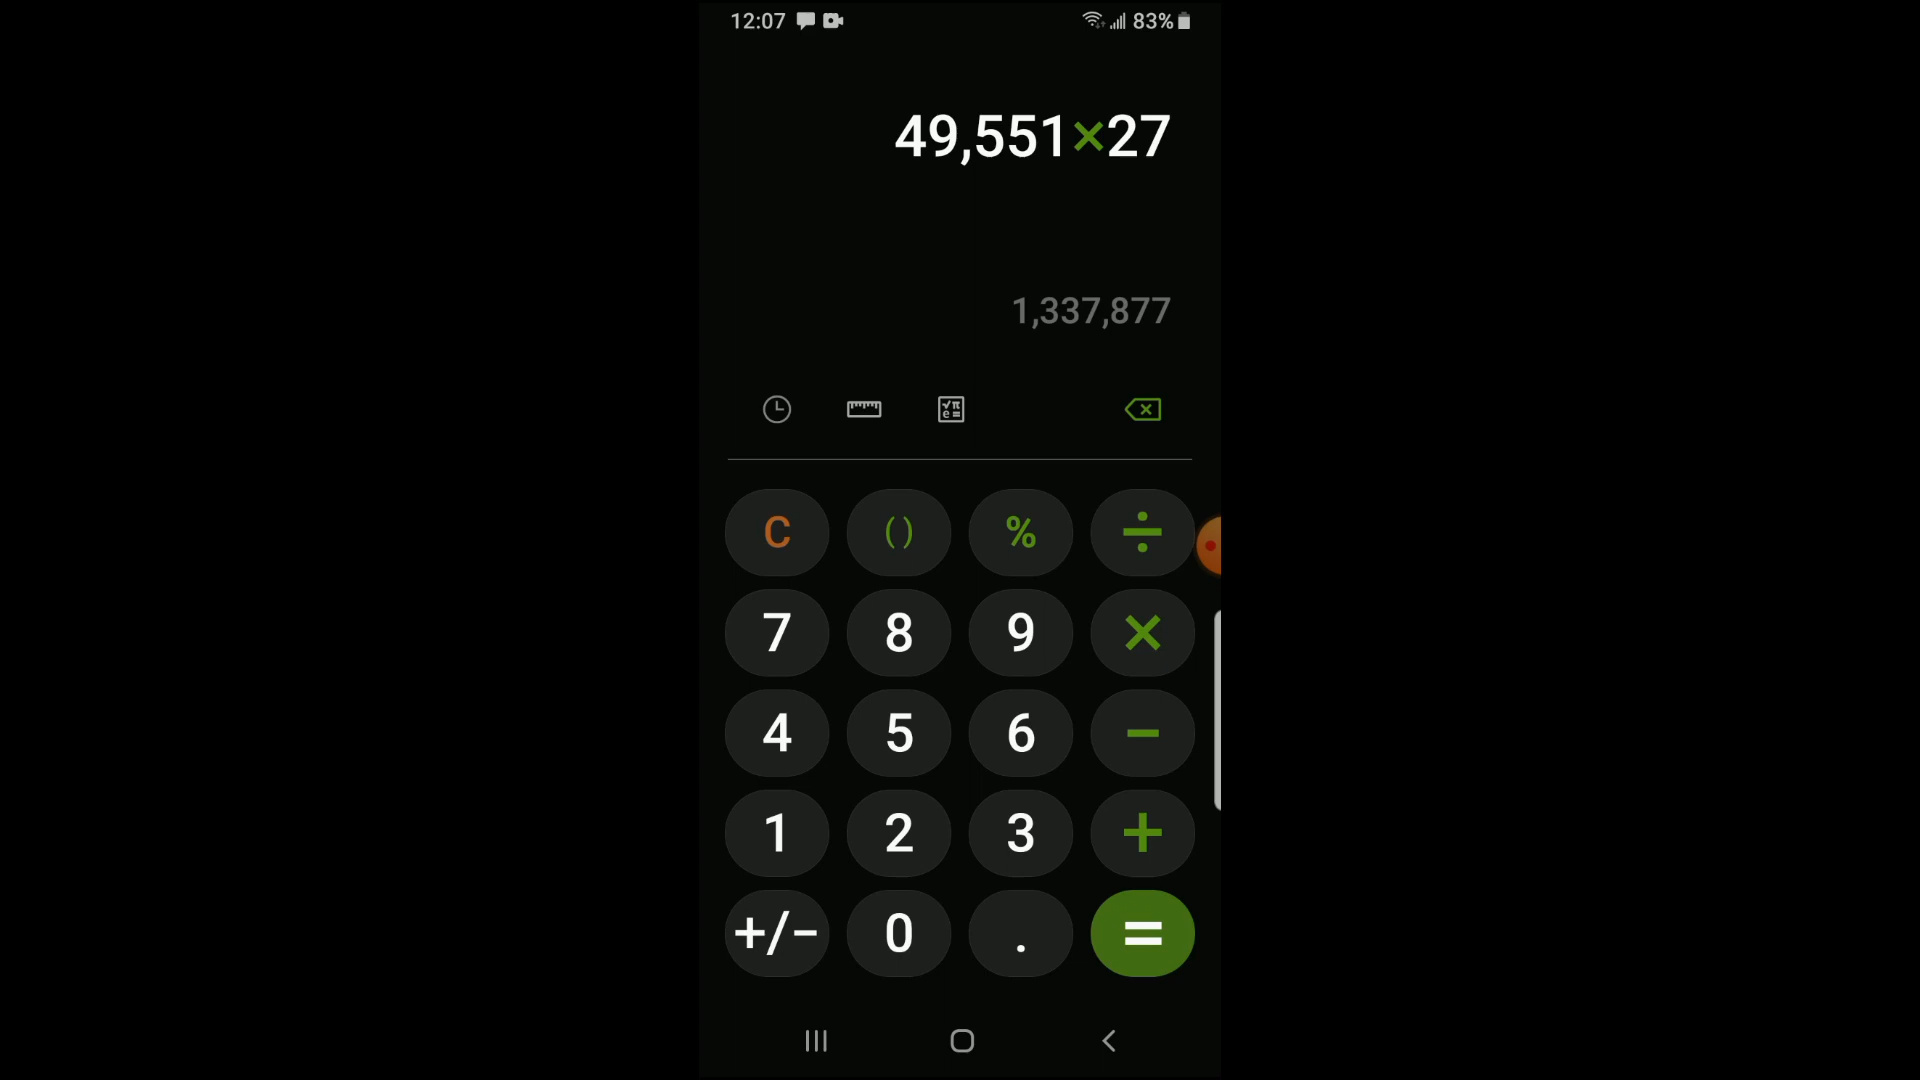 12:07 83%
49,551×27
1,337,877
C ( ) % ÷
7 8 9 ×
4 5 6 −
1 2 3 +
+/− 0 . =